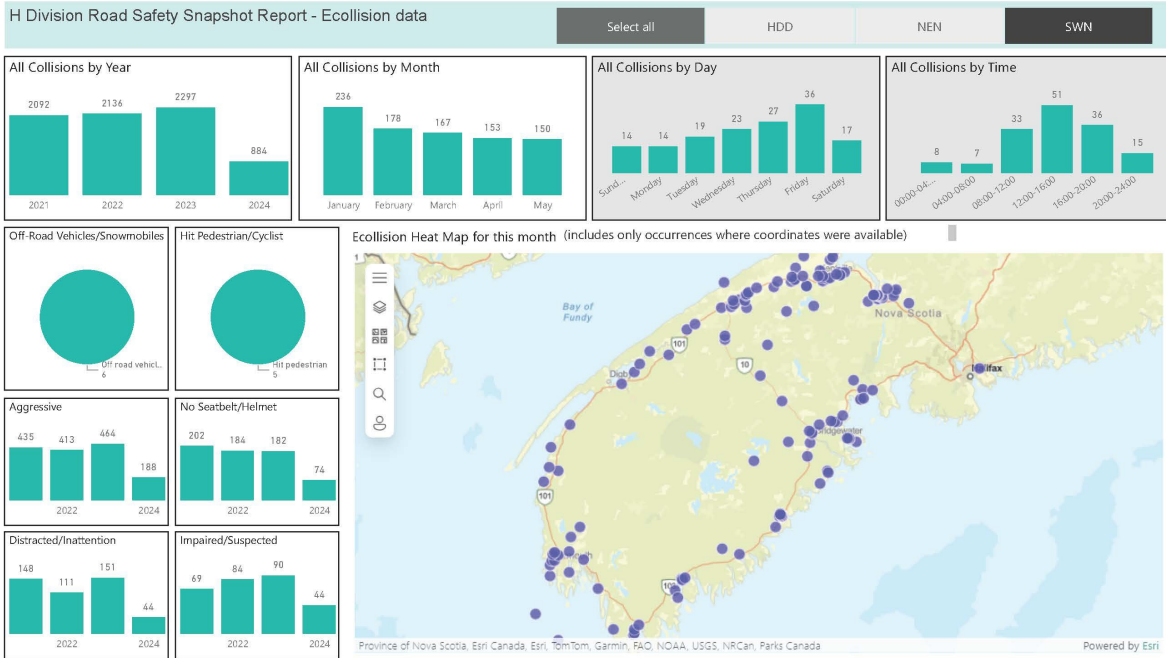 H Division Road Safety Snapshot Report - Ecollision data
Select all
HDD
NEN
SWN
All Collisions by Year
2092
2136
2297
884
2021
2022
2023
2024
All Collisions by Month
236
178
167
153
150
January
February
March
April
May
All Collisions by Day
14
14
19
23
27
36
17
Sund...
Monday
Tuesday
Wednesday
Thursday
Friday
Saturday
All Collisions by Time
8
7
33
51
36
15
00:00-04:...
04:00-08:00
08:00-12:00
12:00-16:00
16:00-20:00
20:00-24:00
Off-Road Vehicles/Snowmobiles
Off road vehicl...
6
Hit Pedestrian/Cyclist
Hit pedestrian
5
Aggressive
435
413
464
188
2022
2024
No Seatbelt/Helmet
202
184
182
74
2022
2024
Distracted/Inattention
148
111
151
44
2022
2024
Impaired/Suspected
69
84
90
44
2022
2024
Ecollision Heat Map for this month (includes only occurrences where coordinates were available)
Bay of
Fundy
Nova Scotia
101
10
101
Province of Nova Scotia, Esri Canada, Esri, TomTom, Garmin, FAO, NOAA, USGS, NRCan, Parks Canada
Powered by Esri